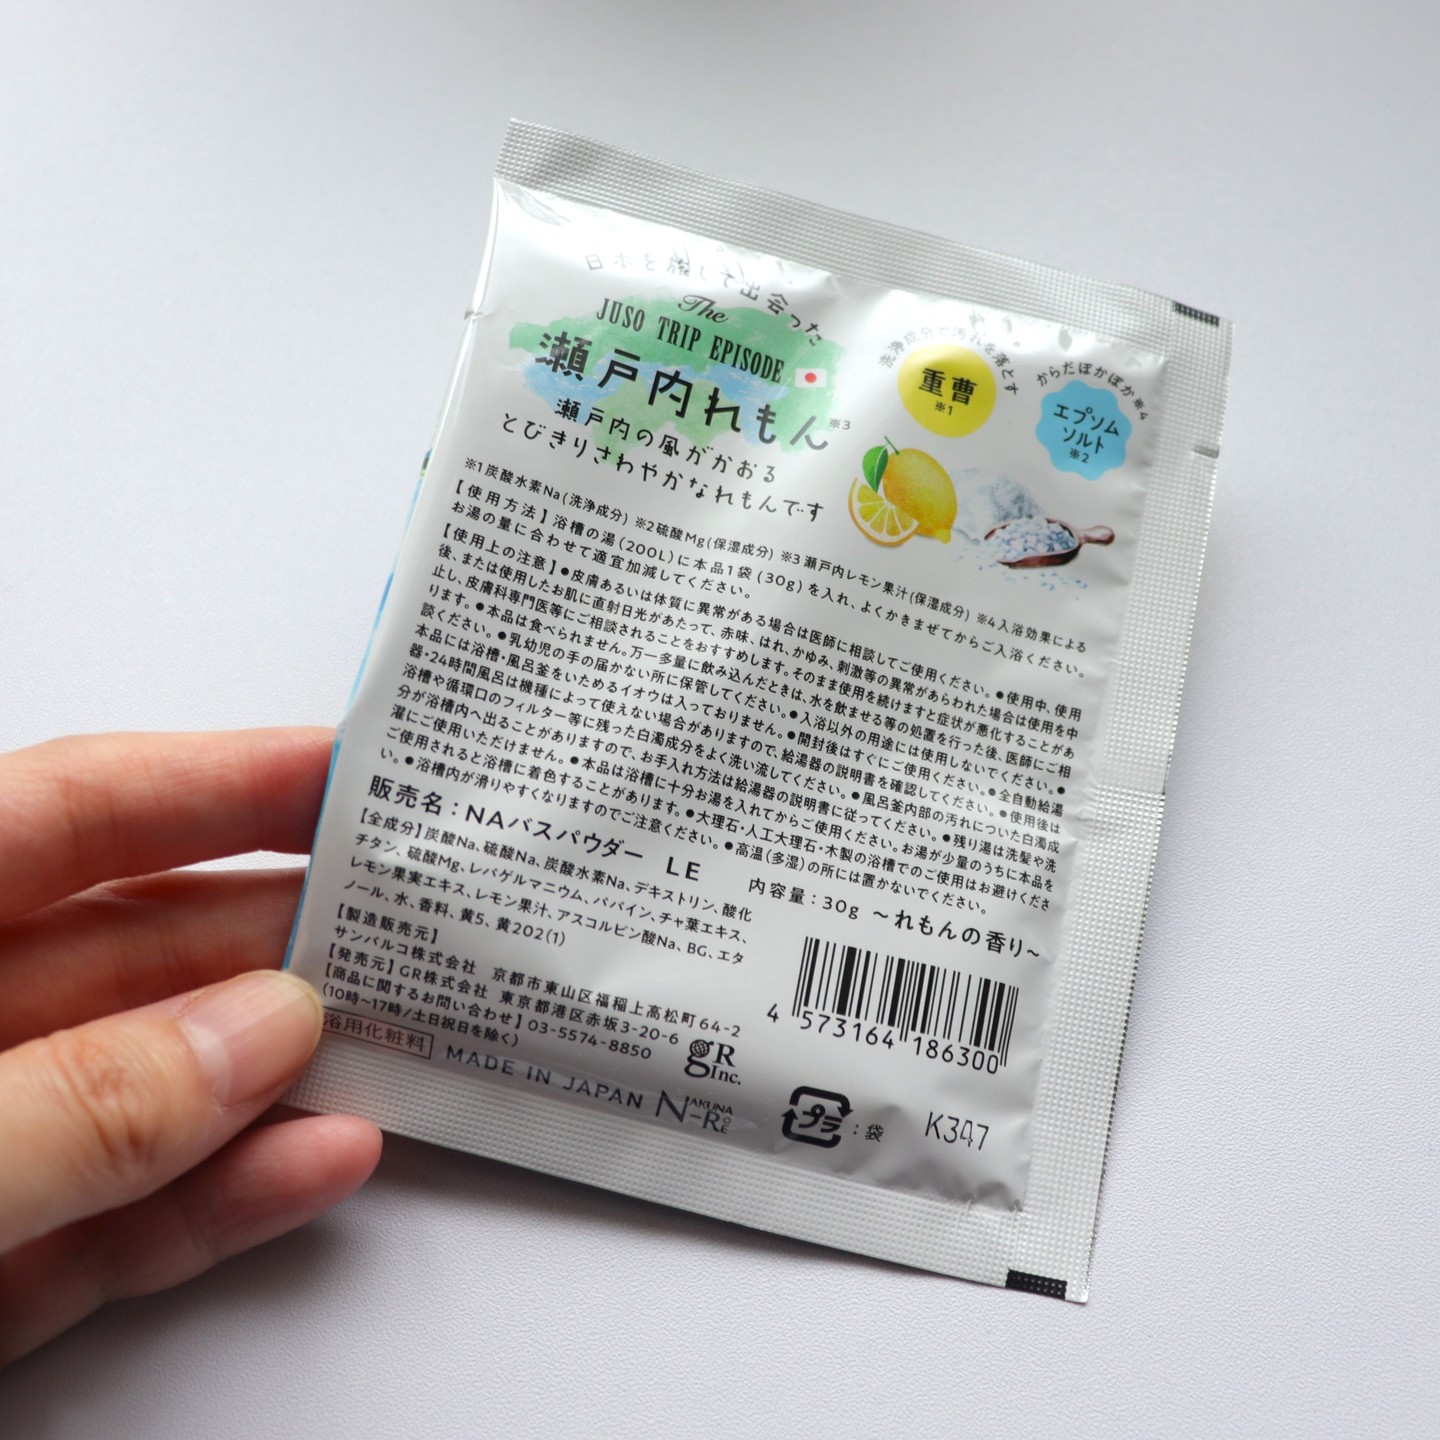 日本を旅して出会った
The
JUSO TRIP EPISODE
瀬戸内れもん※3
瀬戸内の風がかおる
とびきりさわやかなれもんです
洗浄成分で汚れを落とす
重曹
※1
からだぽかぽか※4
エプソム
ソルト
※2
※1炭酸水素Na(洗浄成分) ※2硫酸Mg(保湿成分) ※3瀬戸内レモン果汁(保湿成分) ※4入浴効果による
【使用方法】浴槽の湯(200L)に本品1袋(30g)を入れ、よくかきまぜてからご入浴ください。
お湯の量に合わせて適宜加減してください。
【使用上の注意】●皮膚あるいは体質に異常がある場合は医師に相談してご使用ください。●使用中、使用
後、または使用したお肌に直射日光があたって、赤味、はれ、かゆみ、刺激等の異常があらわれた場合は使用を中
止し、皮膚科専門医等にご相談されることをおすすめします。そのまま使用を続けますと症状が悪化することがあ
ります。●本品は食べられません。万一多量に飲み込んだときは、水を飲ませる等の処置を行った後、医師にご相
談ください。●乳幼児の手の届かない所に保管してください。●入浴以外の用途には使用しないでください。●
本品には浴槽・風呂釜をいためるイオウは入っておりません。●開封後はすぐにご使用ください。●全自動給湯
器・24時間風呂は機種によって使えない場合がありますので、給湯器の説明書を確認してください。●使用後は
浴槽や循環口のフィルター等に残った白濁成分をよく洗い流してください。●風呂釜内部の汚れについた白濁成
分が浴槽内へ出ることがありますので、お手入れ方法は給湯器の説明書に従ってください。●残り湯は洗髪や洗
濯にご使用いただけません。●本品は浴槽に十分お湯を入れてからご使用ください。お湯が少量のうちに本品を
ご使用されると浴槽に着色することがあります。●大理石・人工大理石・木製の浴槽でのご使用はお避けくださ
い。●浴槽内が滑りやすくなりますのでご注意ください。●高温(多湿)の所には置かないでください。
販売名：NAバスパウダー LE
内容量：30g ～れもんの香り～
【全成分】炭酸Na、硫酸Na、炭酸水素Na、デキストリン、酸化
チタン、硫酸Mg、レパゲルマニウム、パパイン、チャ葉エキス、
レモン果実エキス、レモン果汁、アスコルビン酸Na、BG、エタ
ノール、水、香料、黄5、黄202(1)
【製造販売元】
サンパルコ株式会社 京都市東山区福稲上高松町64-2
【発売元】GR株式会社 東京都港区赤坂3-20-6
【商品に関するお問い合わせ】03-5574-8850
(10時～17時/土日祝日を除く)
浴用化粧料
MADE IN JAPAN
gR
Inc.
NAKUNA-RE
4 573164 186300
プラ
：袋
K347